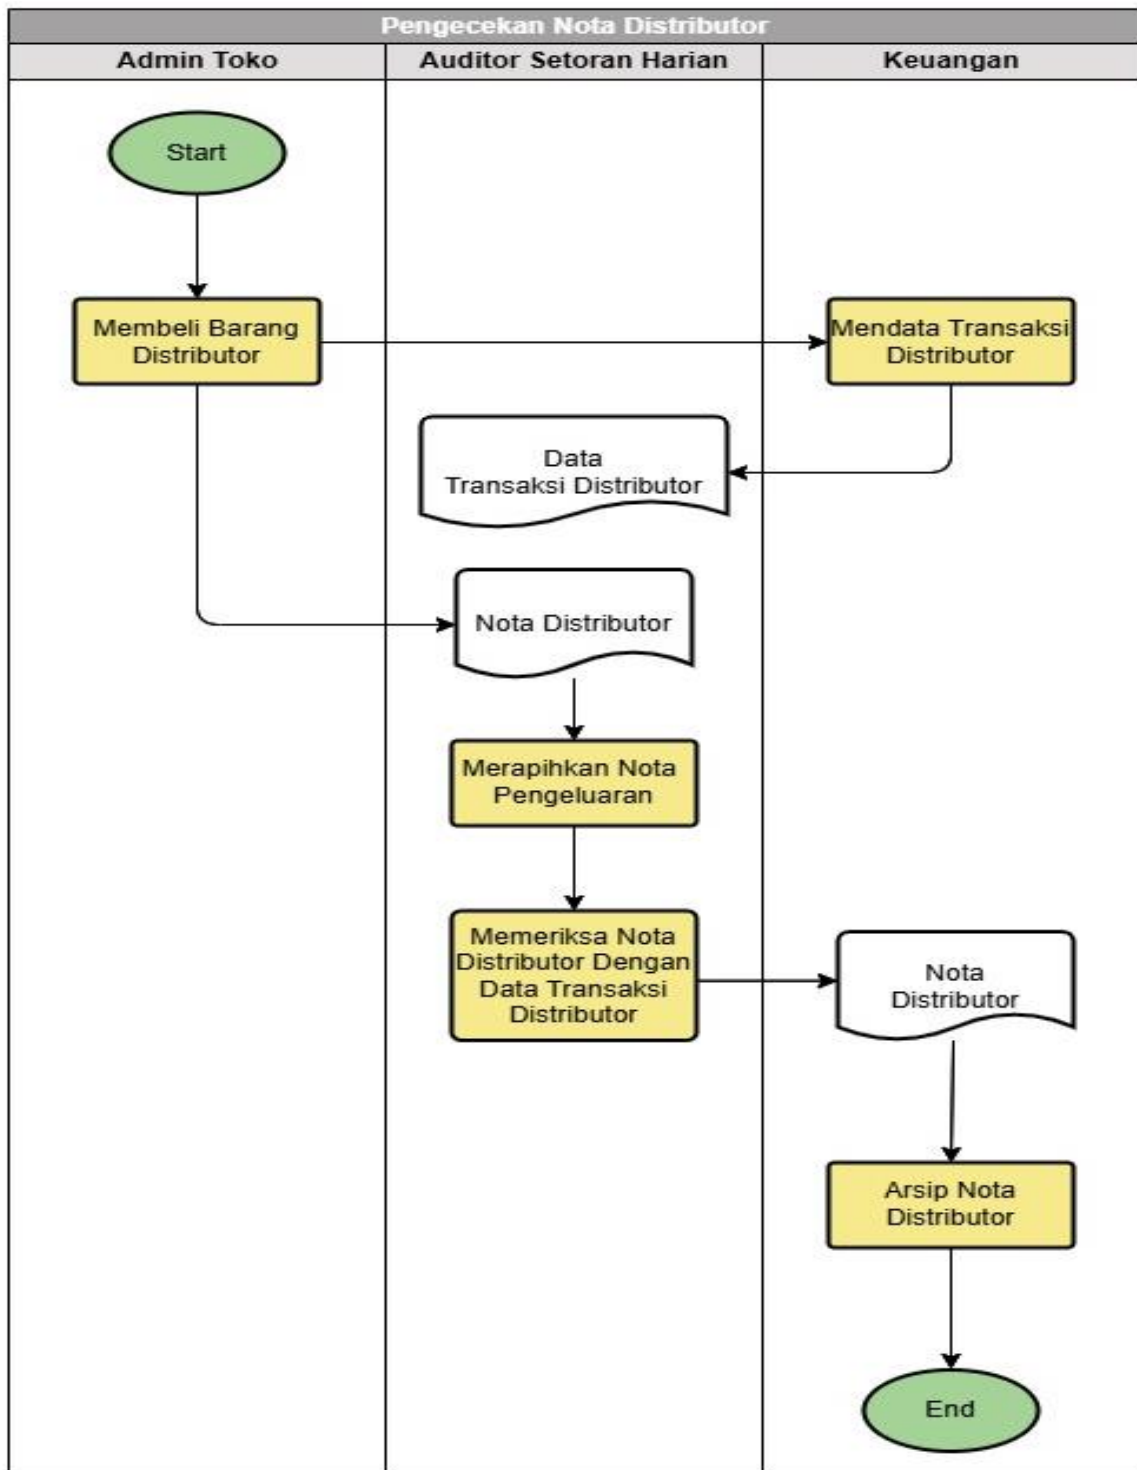 Pengecekan Nota Distributor
Admin Toko
Auditor Setoran Harian
Keuangan
Start
Membeli Barang
Distributor
Mendata Transaksi
Distributor
Data
Transaksi Distributor
Nota Distributor
Merapihkan Nota
Pengeluaran
Memeriksa Nota
Distributor Dengan
Data Transaksi
Distributor
Nota
Distributor
Arsip Nota
Distributor
End